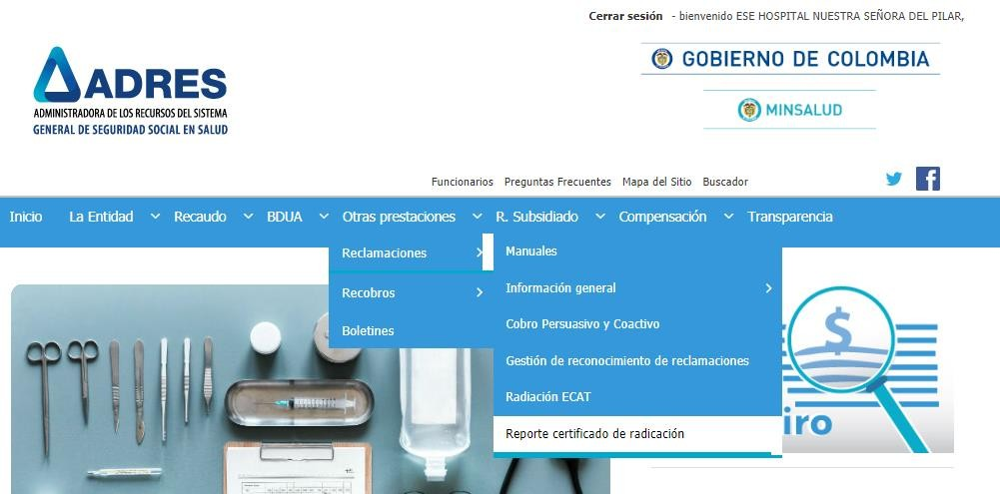 Cerrar sesión - bienvenido ESE HOSPITAL NUESTRA SEÑORA DEL PILAR,
ADRES
ADMINISTRADORA DE LOS RECURSOS DEL SISTEMA
GENERAL DE SEGURIDAD SOCIAL EN SALUD
GOBIERNO DE COLOMBIA
MINSALUD
Funcionarios Preguntas Frecuentes Mapa del Sitio Buscador
f
Inicio La Entidad Recaudo BDUA Otras prestaciones R. Subsidiado Compensación Transparencia
Reclamaciones
Recobros
Boletines
Manuales
Información general
Cobro Persuasivo y Coactivo
Gestión de reconocimiento de reclamaciones
Radiación ECAT
Reporte certificado de radicación
$
iro